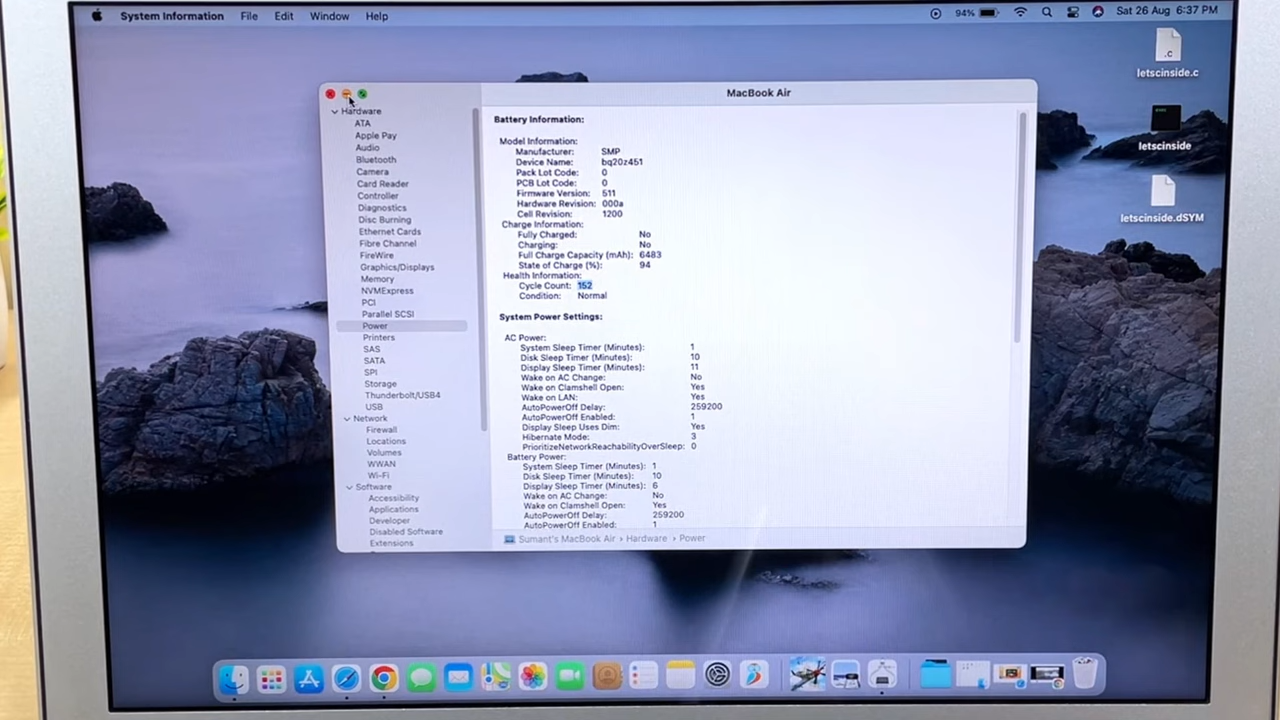 System Information File Edit Window Help 94% Sat 26 Aug 6:37 PM
letscinside.c
letscinside
letscinside.dSYM
MacBook Air
Hardware
ATA
Apple Pay
Audio
Bluetooth
Camera
Card Reader
Controller
Diagnostics
Disc Burning
Ethernet Cards
Fibre Channel
FireWire
Graphics/Displays
Memory
NVMExpress
PCI
Parallel SCSI
Power
Printers
SAS
SATA
SPI
Storage
Thunderbolt/USB4
USB
Network
Firewall
Locations
Volumes
WWAN
Wi-Fi
Software
Accessibility
Applications
Developer
Disabled Software
Extensions
Battery Information:
Model Information:
Manufacturer: SMP
Device Name: bq20z451
Pack Lot Code: 0
PCB Lot Code: 0
Firmware Version: 511
Hardware Revision: 000a
Cell Revision: 1200
Charge Information:
Fully Charged: No
Charging: No
Full Charge Capacity (mAh): 6483
State of Charge (%): 94
Health Information:
Cycle Count: 152
Condition: Normal
System Power Settings:
AC Power:
System Sleep Timer (Minutes): 1
Disk Sleep Timer (Minutes): 10
Display Sleep Timer (Minutes): 11
Wake on AC Change: No
Wake on Clamshell Open: Yes
Wake on LAN: Yes
AutoPowerOff Delay: 259200
AutoPowerOff Enabled: 1
Display Sleep Uses Dim: Yes
Hibernate Mode: 3
PrioritizeNetworkReachabilityOverSleep: 0
Battery Power:
System Sleep Timer (Minutes): 1
Disk Sleep Timer (Minutes): 10
Display Sleep Timer (Minutes): 6
Wake on AC Change: No
Wake on Clamshell Open: Yes
AutoPowerOff Delay: 259200
AutoPowerOff Enabled: 1
Sumant's MacBook Air › Hardware › Power